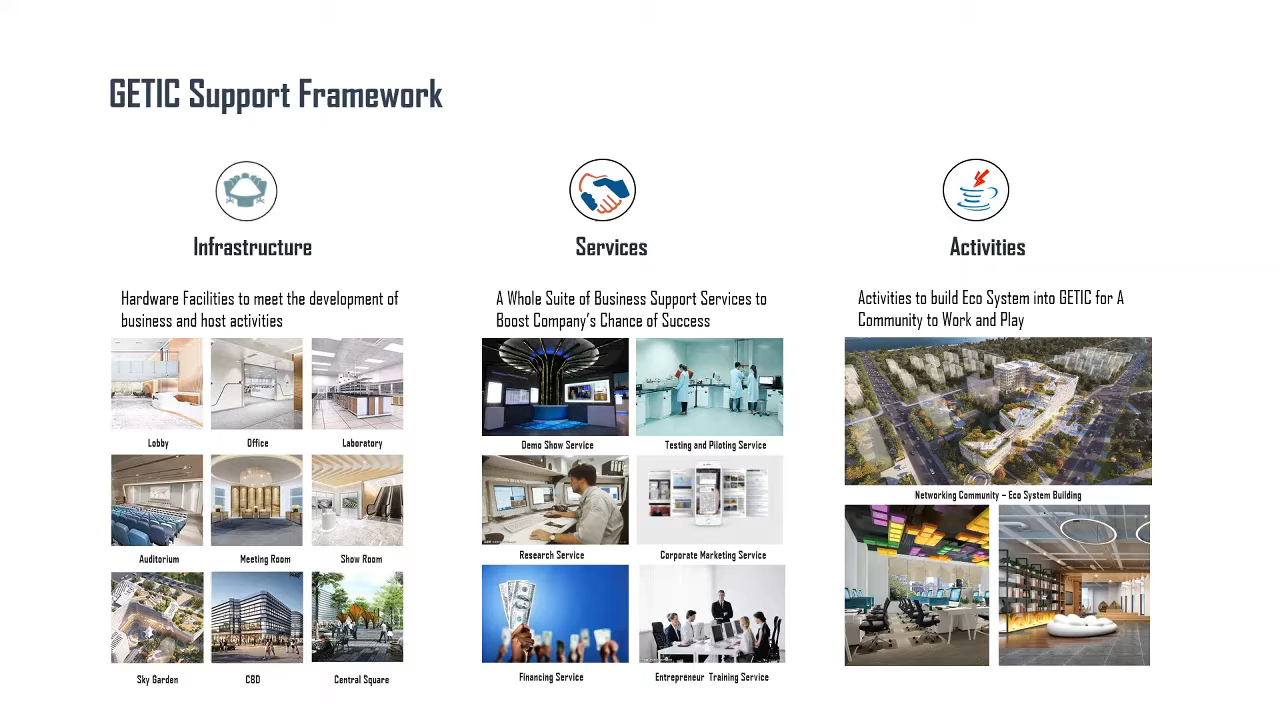 GETIC Support Framework
Infrastructure
Services
Activities
Hardware Facilities to meet the development of
business and host activities
A Whole Suite of Business Support Services to
Boost Company's Chance of Success
Activities to build Eco System into GETIC for A
Community to Work and Play
Lobby
Office
Laboratory
Auditorium
Meeting Room
Show Room
Sky Garden
CBD
Central Square
Demo Show Service
Testing and Piloting Service
Research Service
Corporate Marketing Service
Financing Service
Entrepreneur Training Service
Networking Community – Eco System Building